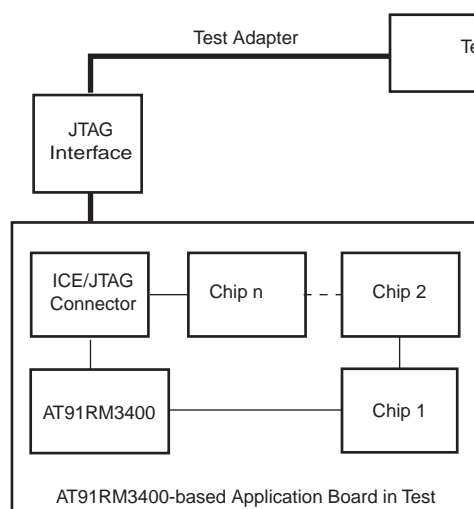 Test Adapter
JTAG
Interface
ICE/JTAG
Connector
Chip n
Chip 2
AT91RM3400
Chip 1
AT91RM3400-based Application Board in Test